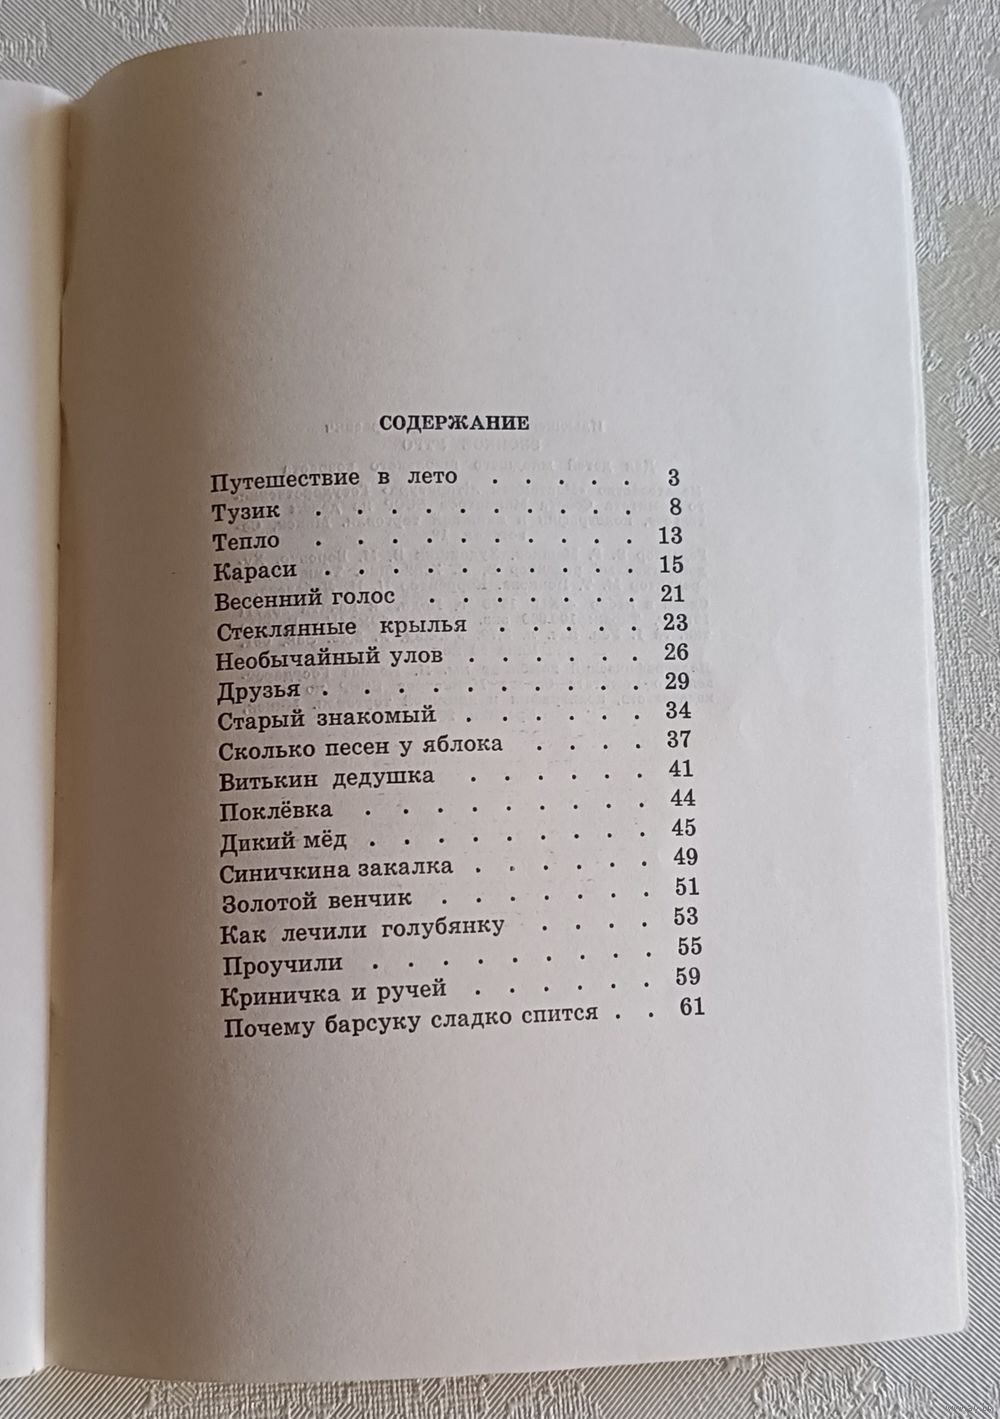 СОДЕРЖАНИЕ
Путешествие в лето . . . . . 3
Тузик . . . . . . . . . . 8
Тепло . . . . . . . . . . 13
Караси . . . . . . . . . . 15
Весенний голос . . . . . . . 21
Стеклянные крылья . . . . . 23
Необычайный улов . . . . . . 26
Друзья . . . . . . . . . . 29
Старый знакомый . . . . . . 34
Сколько песен у яблока . . . . 37
Витькин дедушка . . . . . . 41
Поклёвка . . . . . . . . . 44
Дикий мёд . . . . . . . . . 45
Синичкина закалка . . . . . . 49
Золотой венчик . . . . . . . 51
Как лечили голубянку . . . . 53
Проучили . . . . . . . . . 55
Криничка и ручей . . . . . . 59
Почему барсуку сладко спится . . 61